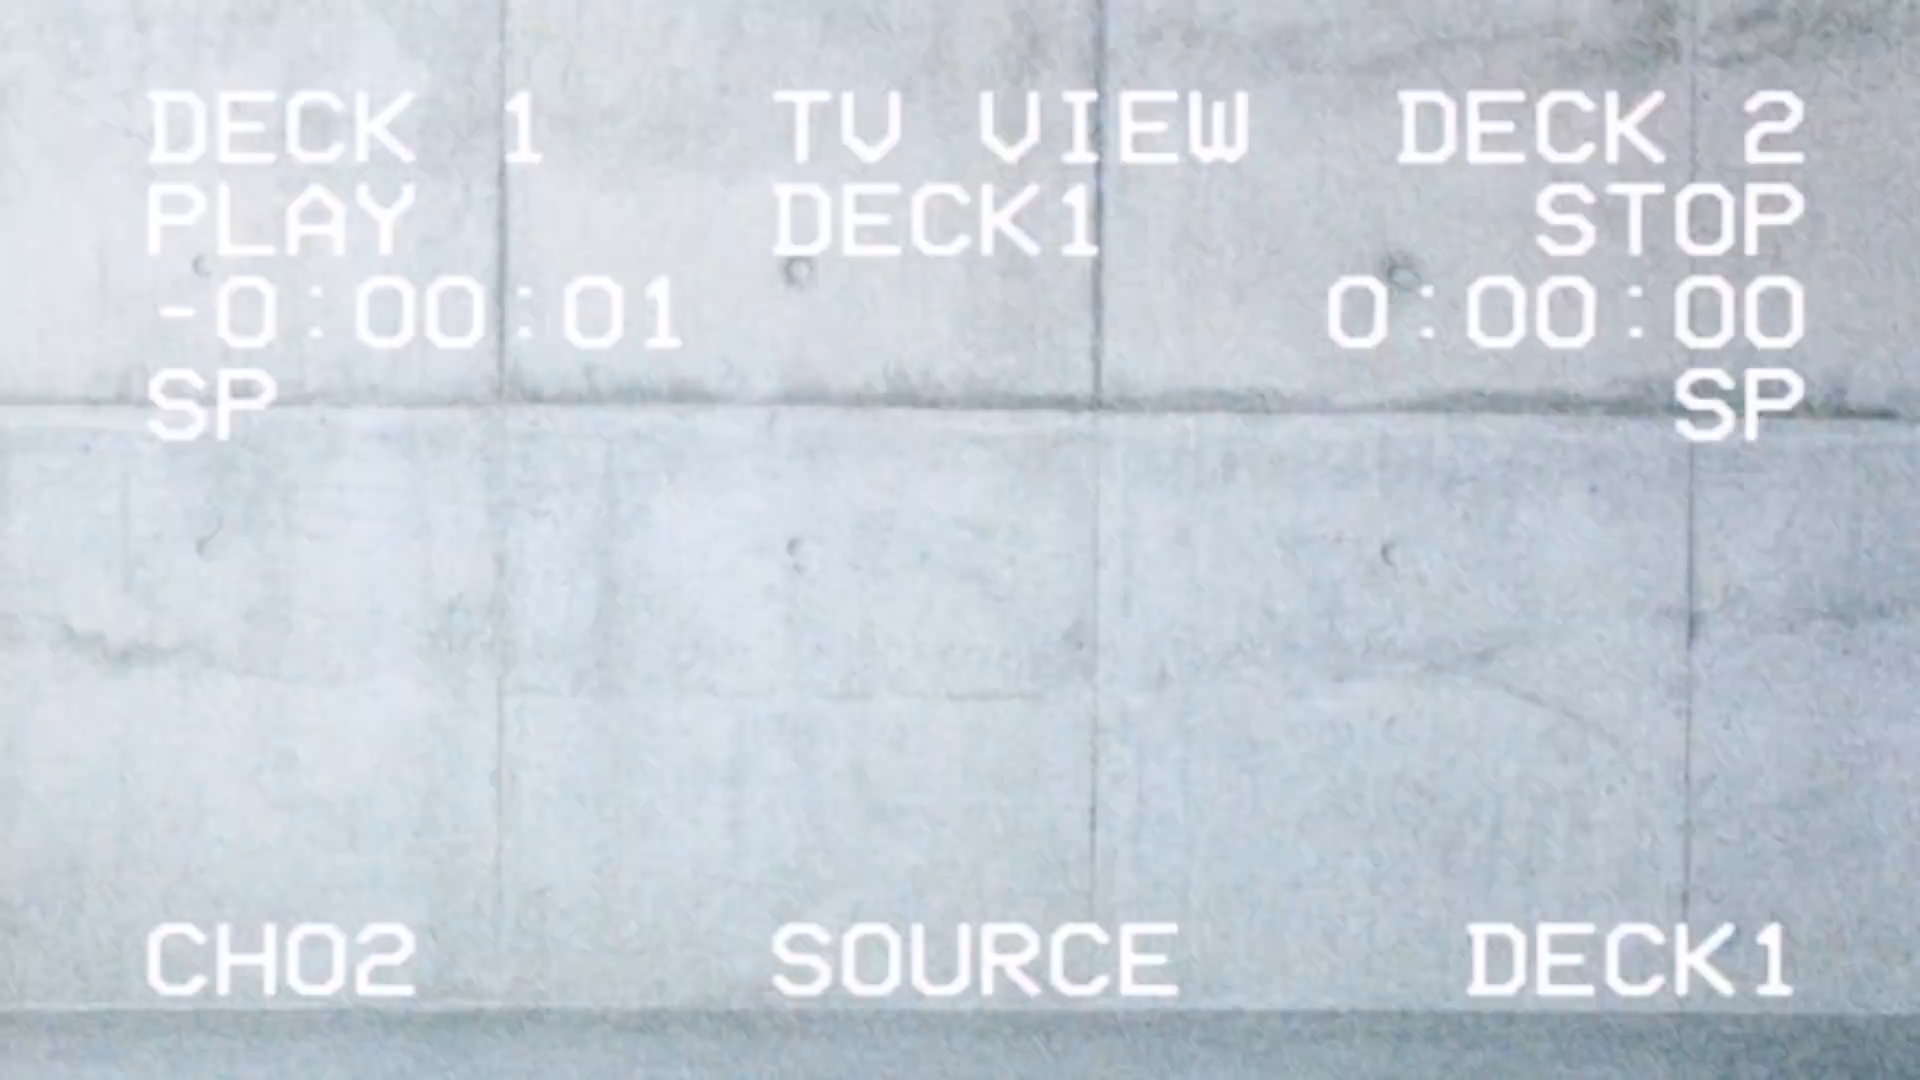 DECK 1 TV VIEW DECK 2
PLAY DECK1 STOP
-0:00:01 0:00:00
SP SP
CH02 SOURCE DECK1